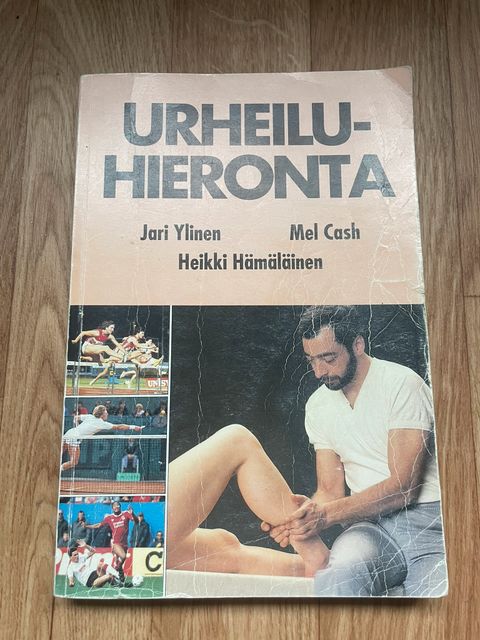 URHEILU-
HIERONTA
Jari Ylinen
Mel Cash
Heikki Hämäläinen
C